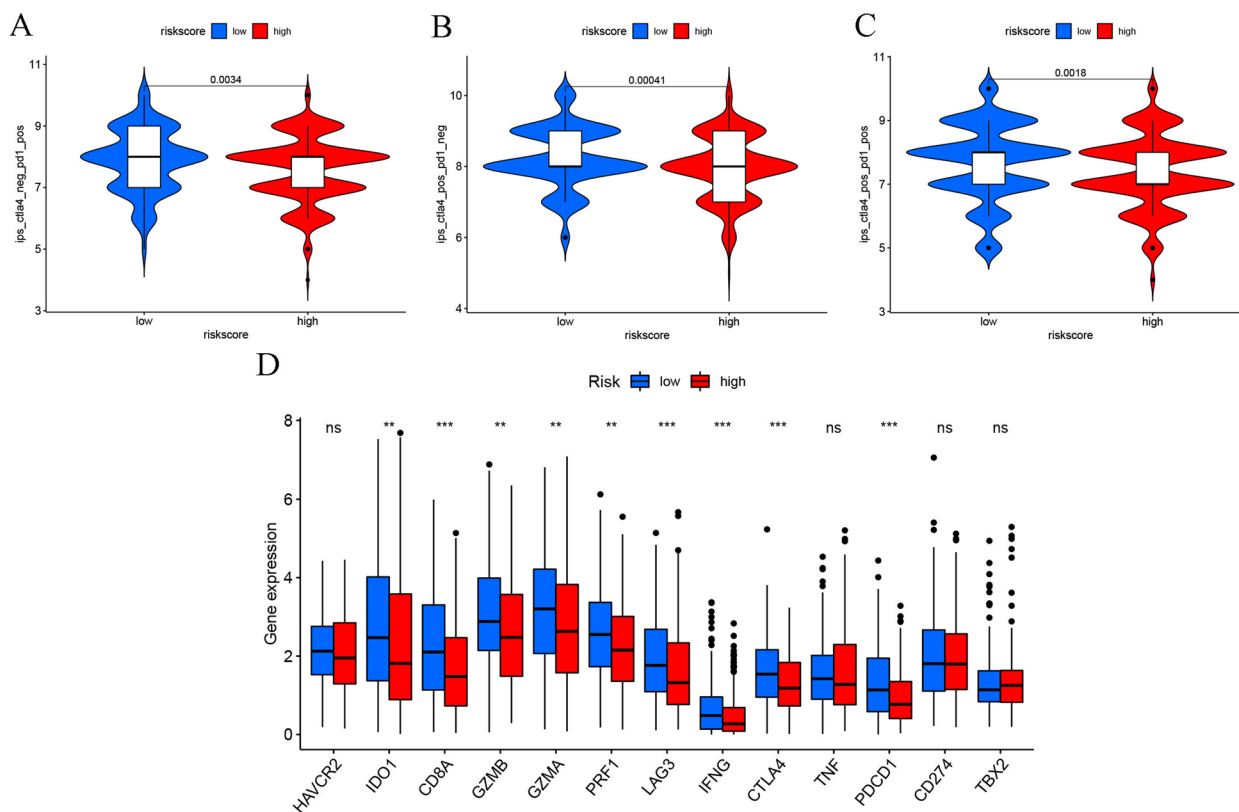 A
riskscore low high
0.0034
ips_ctla4_neg_pd1_pos
11
9
7
5
3
low high
riskscore
B
riskscore low high
0.00041
ips_ctla4_pos_pd1_neg
10
8
6
4
low high
riskscore
C
riskscore low high
0.0018
ips_ctla4_pos_pd1_pos
11
9
7
5
3
low high
riskscore
D
Risk low high
ns ** *** ** ** ** *** *** *** ns *** ns ns
Gene expression
8
6
4
2
0
HAVCR2 IDO1 CD8A GZMB GZMA PRF1 LAG3 IFNG CTLA4 TNF PDCD1 CD274 TBX2